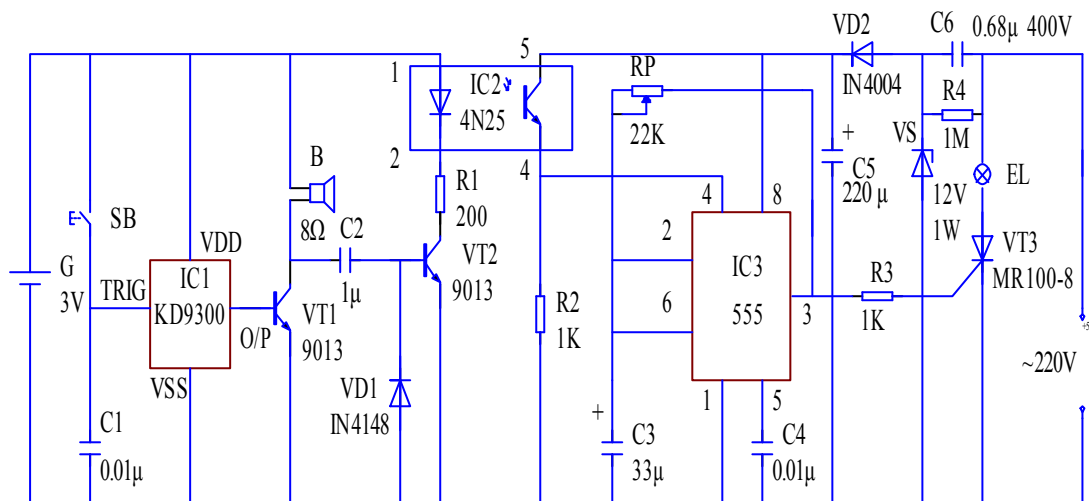 VD2
C6
0.68μ 400V
5
1
IC2
4N25
RP
22K
IN4004
R4
1M
VS
+
C5
220 μ
12V
1W
EL
2
4
B
8Ω
R1
200
4
8
SB
C2
1μ
VT2
9013
2
VT3
MR100-8
VDD
G
3V
TRIG
IC1
KD9300
O/P
VT1
9013
IC3
555
6
3
R3
1K
R2
1K
+5
~220V
VSS
VD1
IN4148
1
5
C1
0.01μ
+
C3
33μ
C4
0.01μ